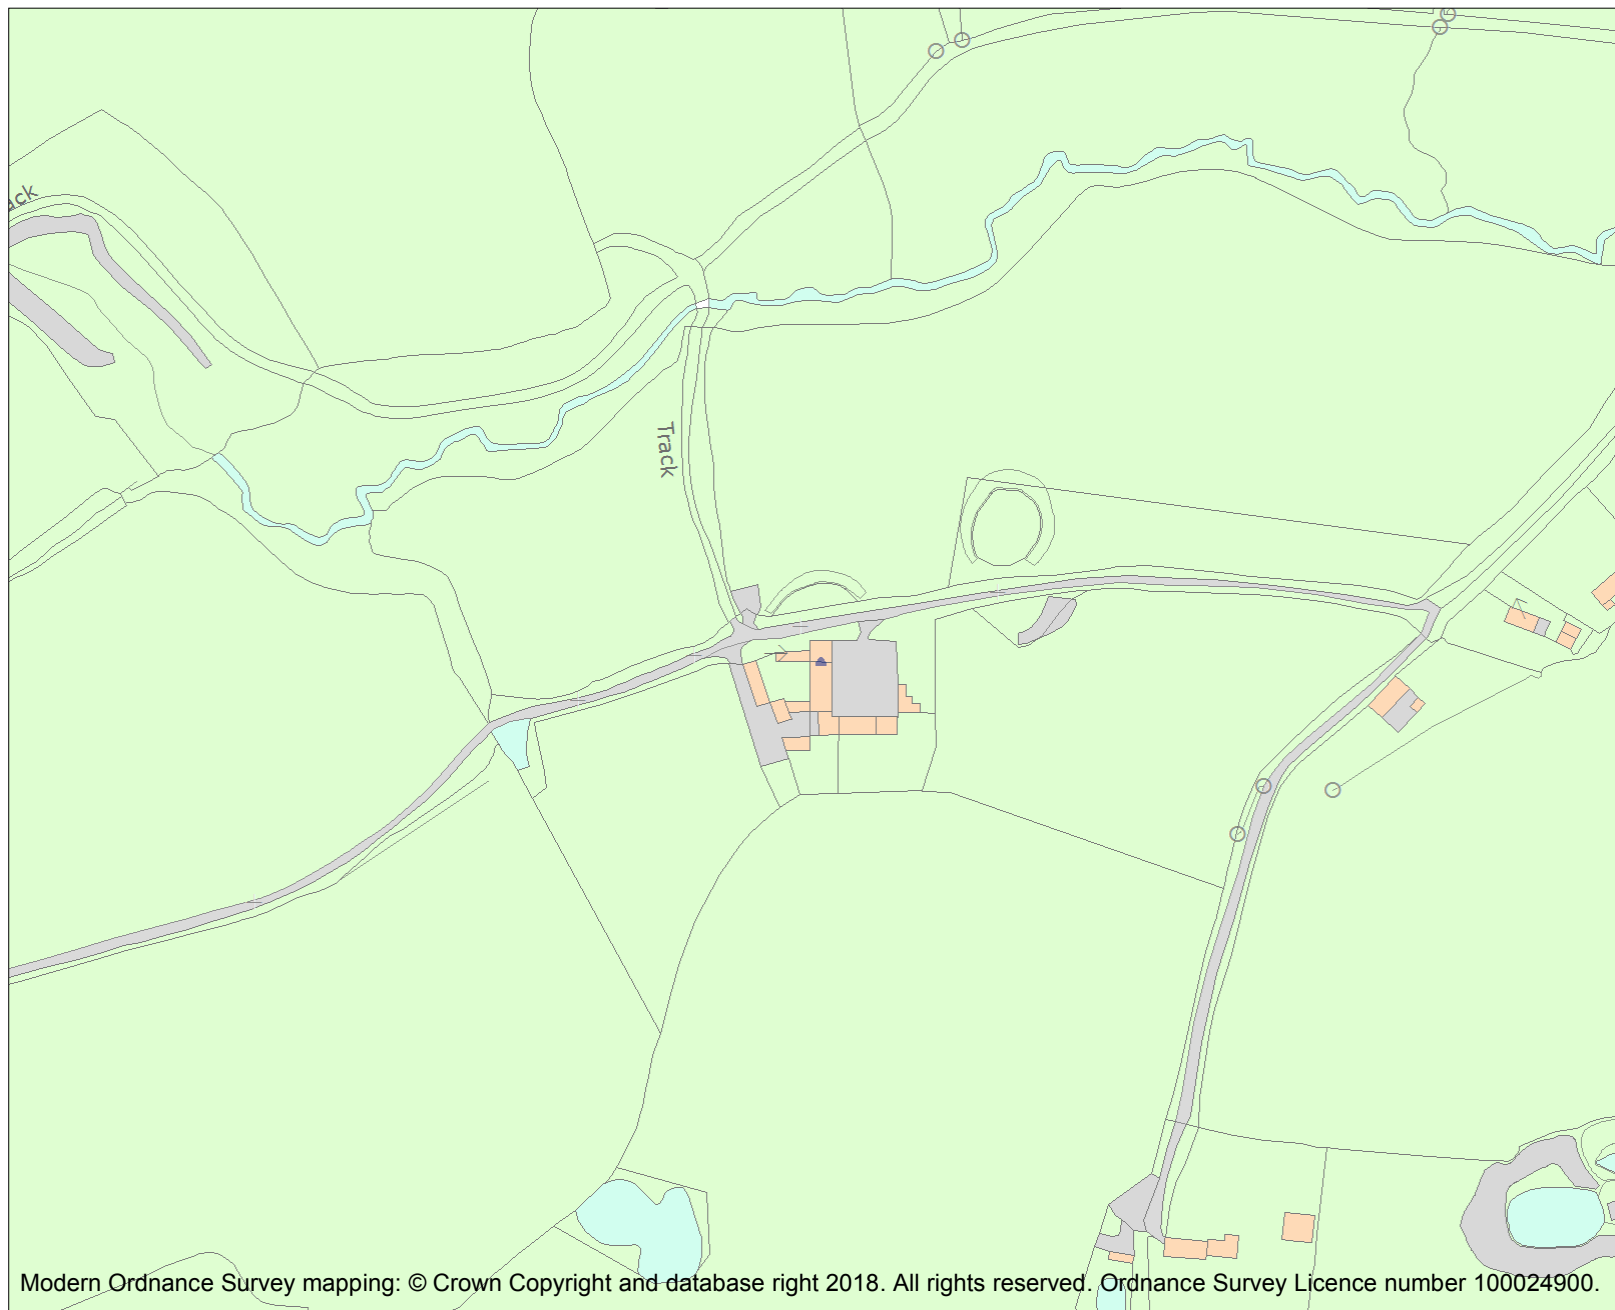 ack
Track
Modern Ordnance Survey mapping: © Crown Copyright and database right 2018. All rights reserved. Ordnance Survey Licence number 100024900.